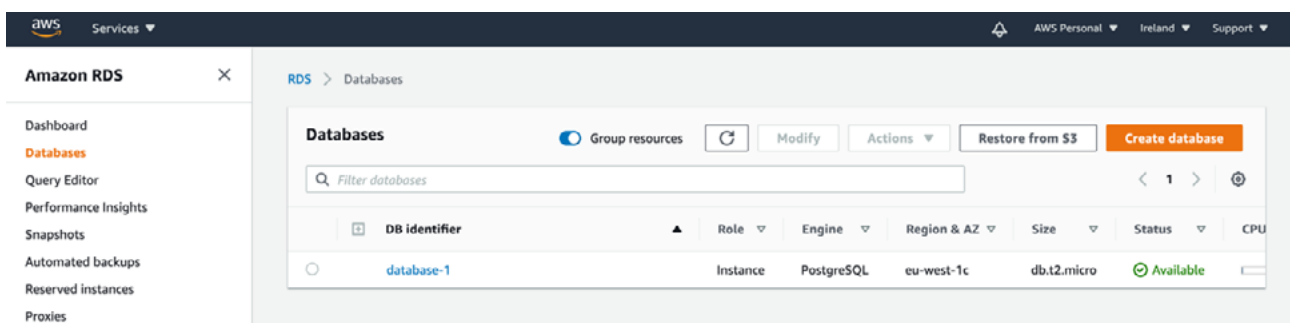 aws Services ▼ AWS Personal ▼ Ireland ▼ Support ▼
Amazon RDS ×
RDS > Databases
Dashboard
Databases
Query Editor
Performance Insights
Snapshots
Automated backups
Reserved instances
Proxies
Databases Group resources Modify Actions ▼ Restore from S3 Create database
Filter databases < 1 >
DB identifier ▲ Role ▽ Engine ▽ Region & AZ ▽ Size ▽ Status ▽ CPU
database-1 Instance PostgreSQL eu-west-1c db.t2.micro Available